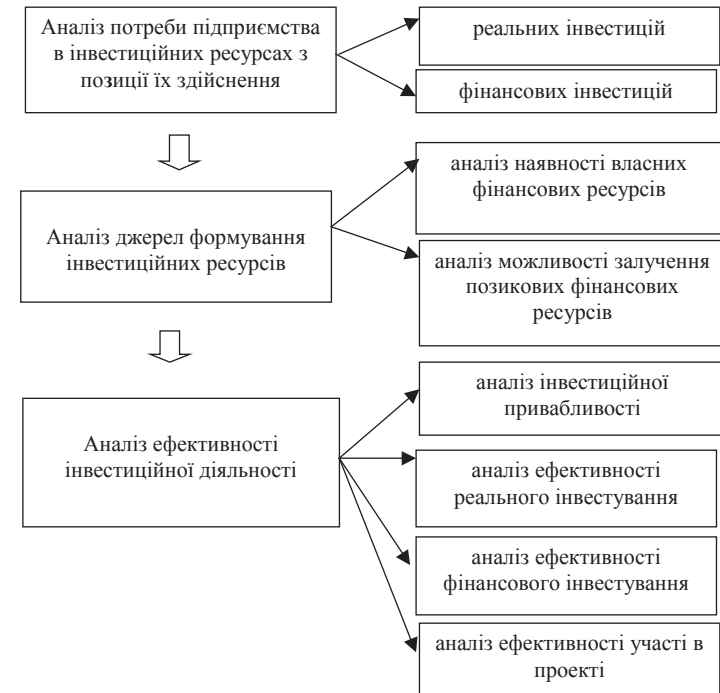 Аналіз потреби підприємства
в інвестиційних ресурсах з
позиції їх здійснення
реальних інвестицій
фінансових інвестицій
Аналіз джерел формування
інвестиційних ресурсів
аналіз наявності власних
фінансових ресурсів
аналіз можливості залучення
позикових фінансових
ресурсів
Аналіз ефективності
інвестиційної діяльності
аналіз інвестиційної
привабливості
аналіз ефективності
реального інвестування
аналіз ефективності
фінансового інвестування
аналіз ефективності участі в
проекті